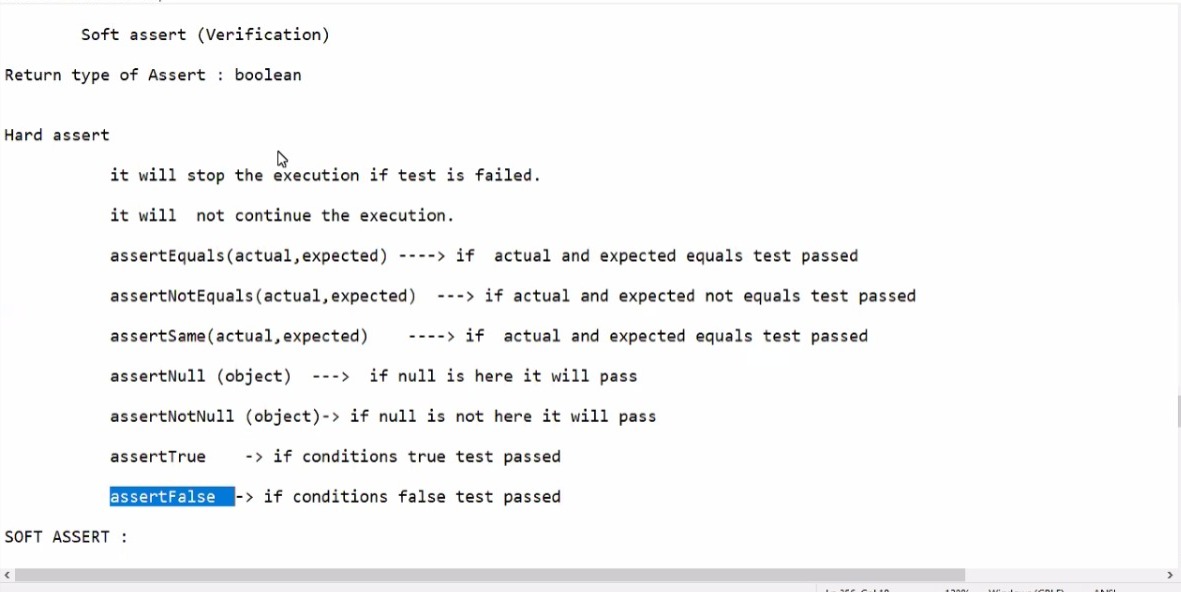 Soft assert (Verification)
Return type of Assert : boolean
Hard assert
it will stop the execution if test is failed.
it will  not continue the execution.
assertEquals(actual,expected) ----> if  actual and expected equals test passed
assertNotEquals(actual,expected)  ---> if actual and expected not equals test passed
assertSame(actual,expected)    ----> if  actual and expected equals test passed
assertNull (object)  --->  if null is here it will pass
assertNotNull (object)-> if null is not here it will pass
assertTrue    -> if conditions true test passed
assertFalse  -> if conditions false test passed
SOFT ASSERT :